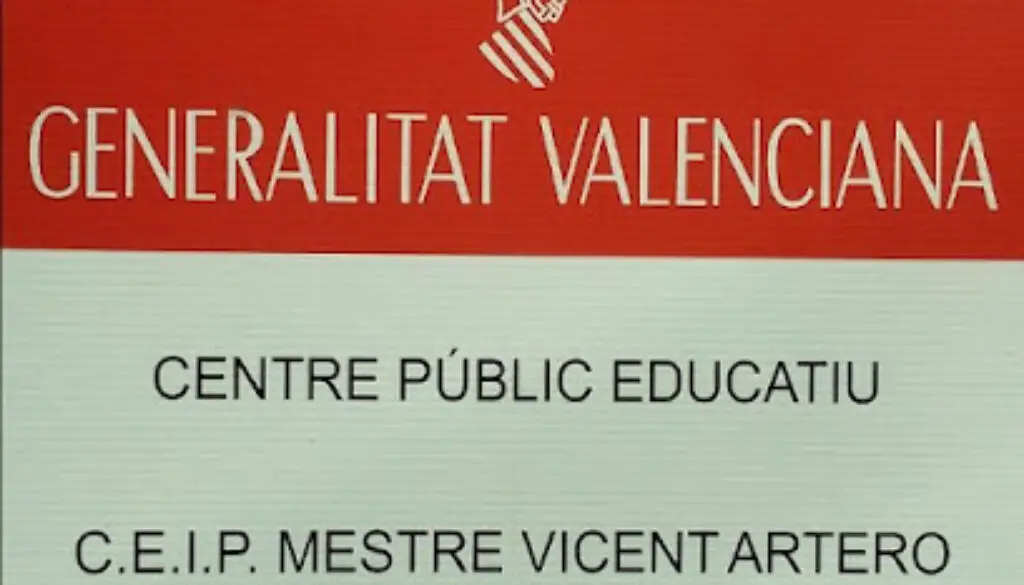 GENERALITAT VALENCIANA
CENTRE PÚBLIC EDUCATIU
C.E.I.P. MESTRE VICENT ARTERO